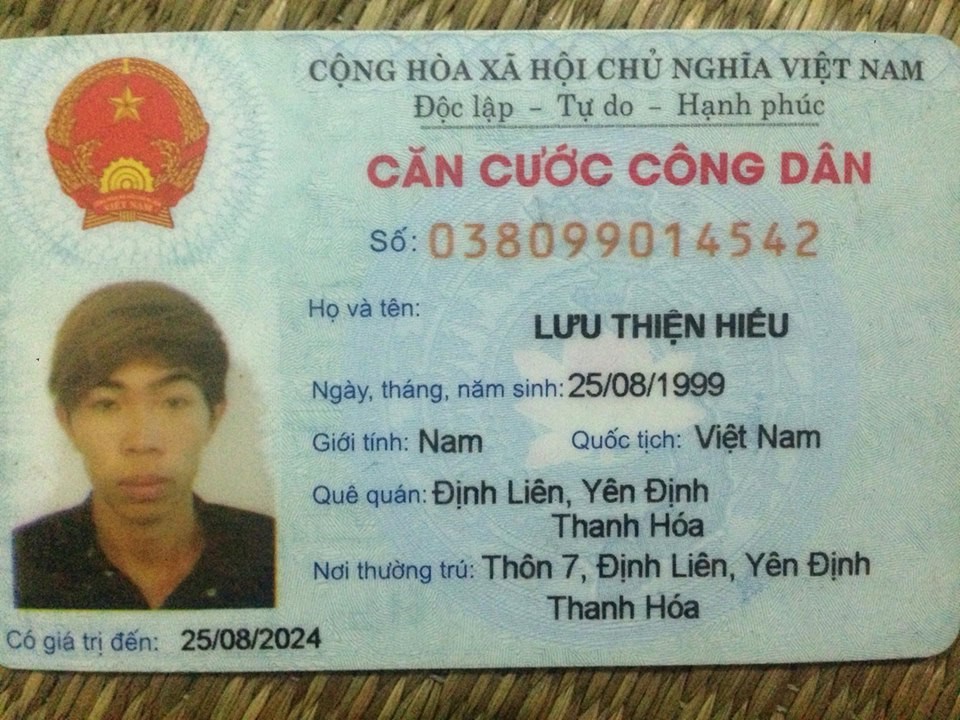 CỘNG HÒA XÃ HỘI CHỦ NGHĨA VIỆT NAM
Độc lập – Tự do – Hạnh phúc
CĂN CƯỚC CÔNG DÂN
Số: 038099014542
Họ và tên:
LƯU THIỆN HIẾU
Ngày, tháng, năm sinh: 25/08/1999
Giới tính: Nam Quốc tịch: Việt Nam
Quê quán: Định Liên, Yên Định
Thanh Hóa
Nơi thường trú: Thôn 7, Định Liên, Yên Định
Thanh Hóa
Có giá trị đến: 25/08/2024